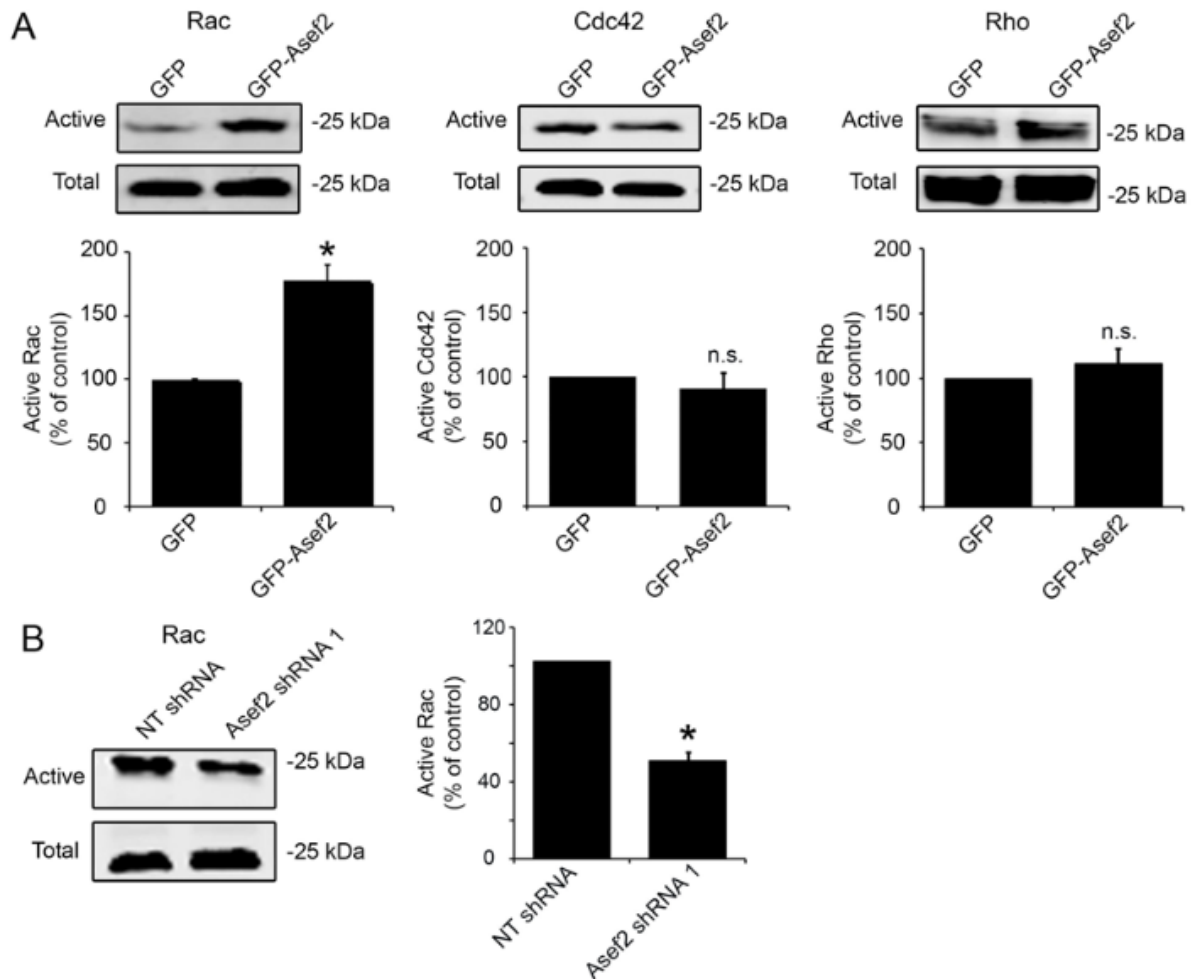 A
Rac
GFP
GFP-Asef2
Active
-25 kDa
Total
-25 kDa
200
150
100
50
0
Active Rac
(% of control)
*
GFP
GFP-Asef2
Cdc42
GFP
GFP-Asef2
Active
-25 kDa
Total
-25 kDa
200
150
100
50
0
Active Cdc42
(% of control)
n.s.
GFP
GFP-Asef2
Rho
GFP
GFP-Asef2
Active
-25 kDa
Total
-25 kDa
200
150
100
50
0
Active Rho
(% of control)
n.s.
GFP
GFP-Asef2
B
Rac
NT shRNA
Asef2 shRNA 1
Active
-25 kDa
Total
-25 kDa
120
80
40
0
Active Rac
(% of control)
*
NT shRNA
Asef2 shRNA 1